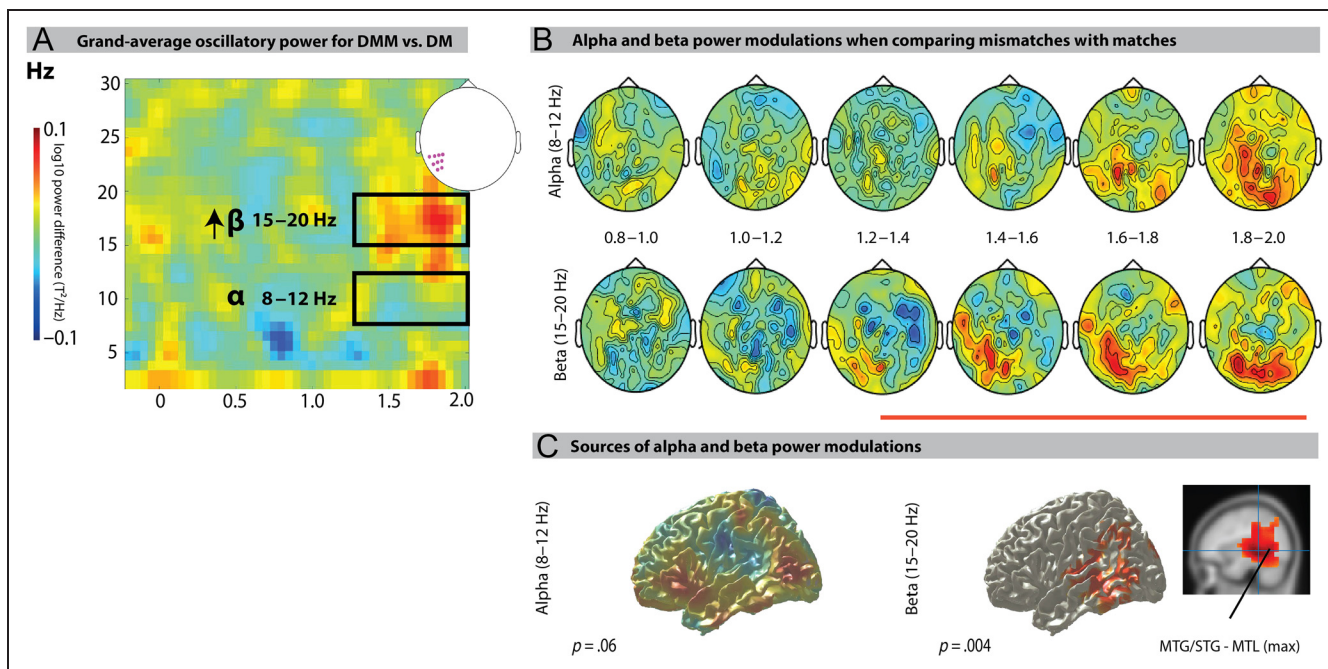 A Grand-average oscillatory power for DMM vs. DM
Hz
0.1
log10 power difference (T²/Hz)
−0.1
30
25
20
15
10
5
β 15–20 Hz
α 8–12 Hz
0 0.5 1.0 1.5 2.0
B Alpha and beta power modulations when comparing mismatches with matches
Alpha (8–12 Hz)
0.8–1.0 1.0–1.2 1.2–1.4 1.4–1.6 1.6–1.8 1.8–2.0
Beta (15–20 Hz)
C Sources of alpha and beta power modulations
Alpha (8–12 Hz)
p = .06
Beta (15–20 Hz)
p = .004
MTG/STG - MTL (max)